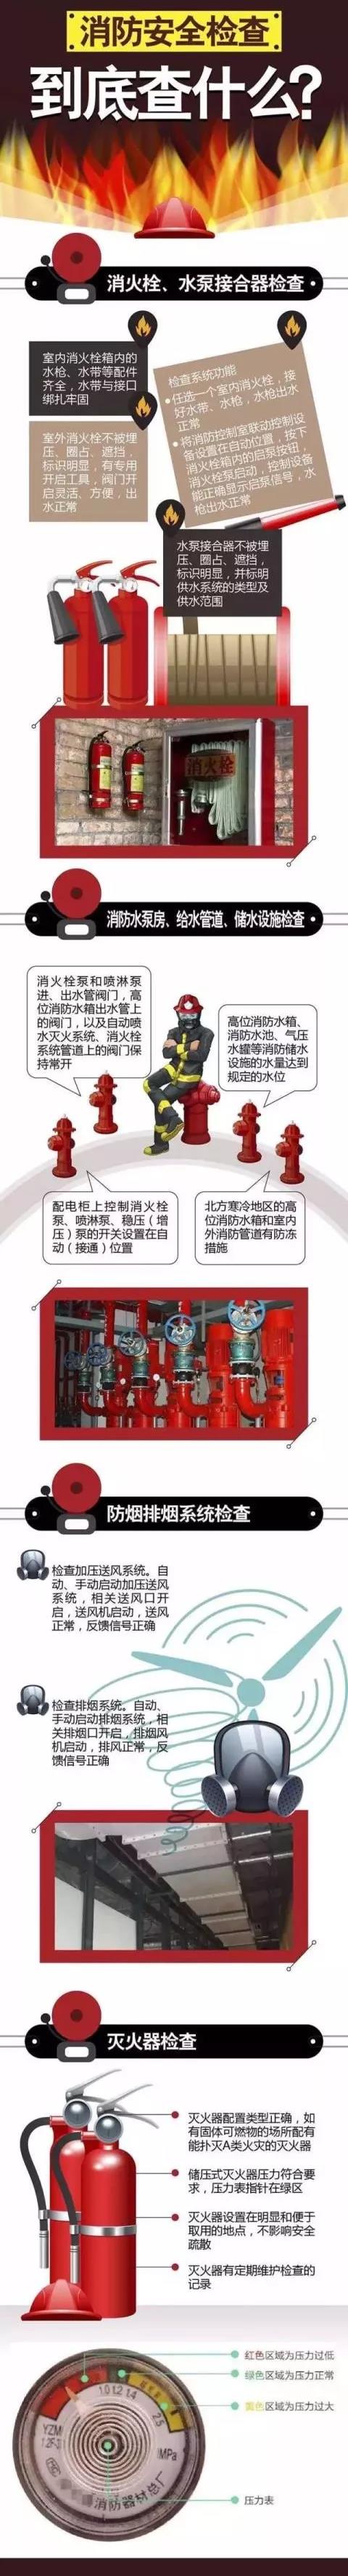 消防安全检查
到底查什么?
消火栓、水泵接合器检查
室内消火栓箱内的
水枪、水带等配件
齐全，水带与接口
绑扎牢固
检查系统功能
任选一个室内消火栓，接
好水带、水枪，水枪出水
正常
将消防控制室联动控制设
备设置在自动位置，按下
消火栓箱内的启泵按钮，
消火栓泵启动，控制设备
能正确显示启泵信号，水
枪出水正常
室外消火栓不被埋
压、圈占、遮挡，
标识明显，有专用
开启工具，阀门开
启灵活、方便，出
水正常
水泵接合器不被埋
压、圈占、遮挡，
标识明显，并标明
供水系统的类型及
供水范围
消火栓
消防水泵房、给水管道、储水设施检查
消火栓泵和喷淋泵
进、出水管阀门，高
位消防水箱出水管上
的阀门，以及自动喷
水灭火系统、消火栓
系统管道上的阀门保
持常开
高位消防水箱、
消防水池、气压
水罐等消防储水
设施的水量达到
规定的水位
配电柜上控制消火栓
泵、喷淋泵、稳压（增
压）泵的开关设置在自
动（接通）位置
北方寒冷地区的高
位消防水箱和室内
外消防管道有防冻
措施
防烟排烟系统检查
检查加压送风系统。自
动、手动启动加压送风
系统，相关送风口开
启，送风机启动，送风
正常，反馈信号正确
检查排烟系统。自动、
手动启动排烟系统，相
关排烟口开启，排烟风
机启动，排风正常，反
馈信号正确
灭火器检查
灭火器配置类型正确，如
有固体可燃物的场所配有
能扑灭A类火灾的灭火器
储压式灭火器压力符合要
求，压力表指针在绿区
灭火器设置在明显和便于
取用的地点，不影响安全
疏散
灭火器有定期维护检查的
记录
红色区域为压力过低
绿色区域为压力正常
黄色区域为压力过大
压力表
1.0 1.2 1.4
2.5
YZM
1.2F3
MPa
消防器材总厂